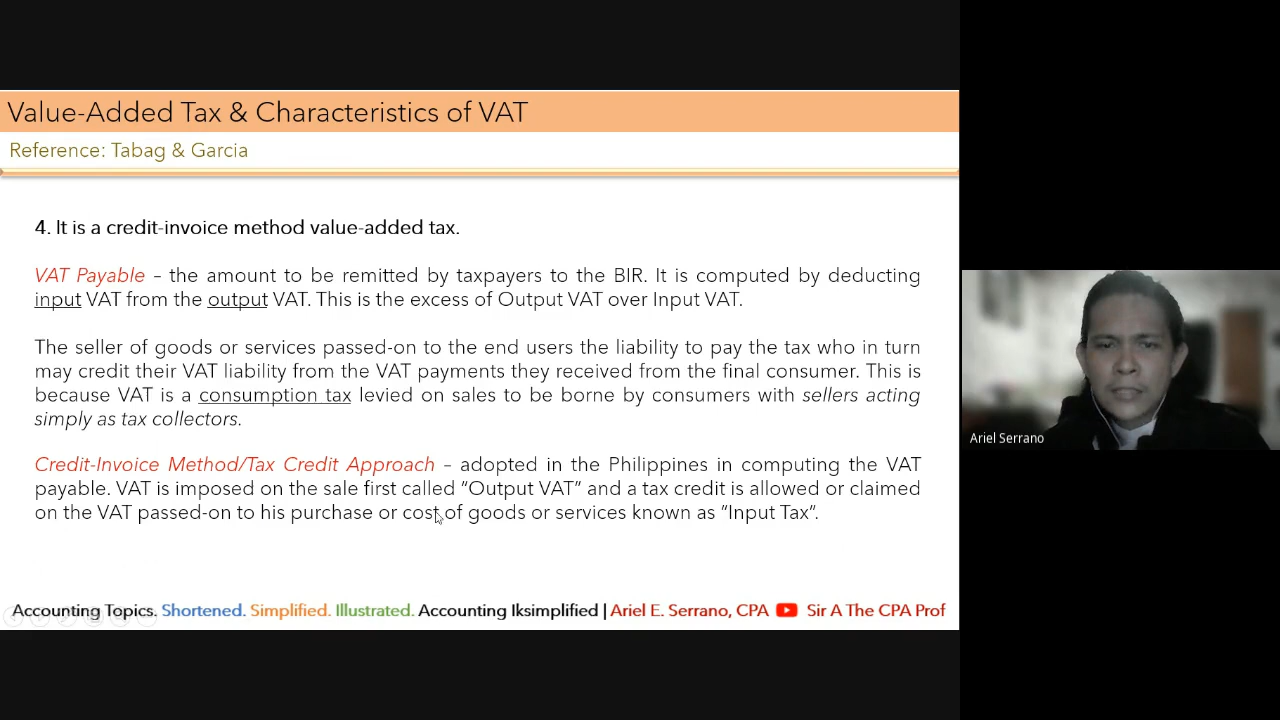 Value-Added Tax & Characteristics of VAT
Reference: Tabag & Garcia
4. It is a credit-invoice method value-added tax.
VAT Payable – the amount to be remitted by taxpayers to the BIR. It is computed by deducting
input VAT from the output VAT. This is the excess of Output VAT over Input VAT.
The seller of goods or services passed-on to the end users the liability to pay the tax who in turn
may credit their VAT liability from the VAT payments they received from the final consumer. This is
because VAT is a consumption tax levied on sales to be borne by consumers with sellers acting
simply as tax collectors.
Credit-Invoice Method/Tax Credit Approach – adopted in the Philippines in computing the VAT
payable. VAT is imposed on the sale first called “Output VAT” and a tax credit is allowed or claimed
on the VAT passed-on to his purchase or cost of goods or services known as “Input Tax”.
Accounting Topics. Shortened. Simplified. Illustrated. Accounting Iksimplified | Ariel E. Serrano, CPA Sir A The CPA Prof
Ariel Serrano